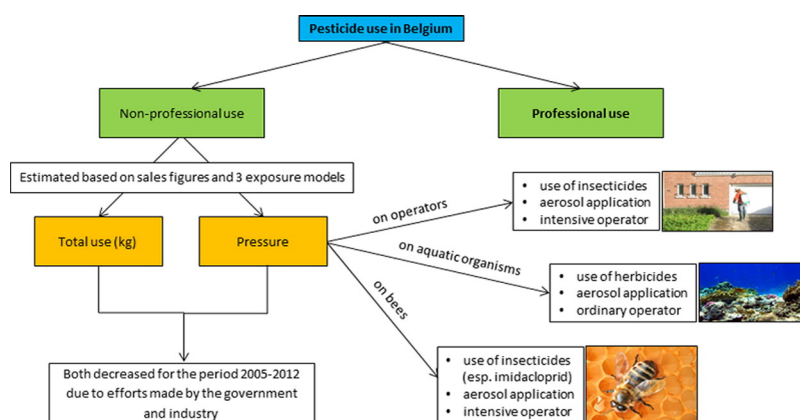 Pesticide use in Belgium
Non-professional use
Professional use
Estimated based on sales figures and 3 exposure models
Total use (kg)
Pressure
on operators
• use of insecticides
• aerosol application
• intensive operator
on aquatic organisms
• use of herbicides
• aerosol application
• ordinary operator
on bees
• use of insecticides
(esp. imidacloprid)
• aerosol application
• intensive operator
Both decreased for the period 2005-2012
due to efforts made by the government
and industry